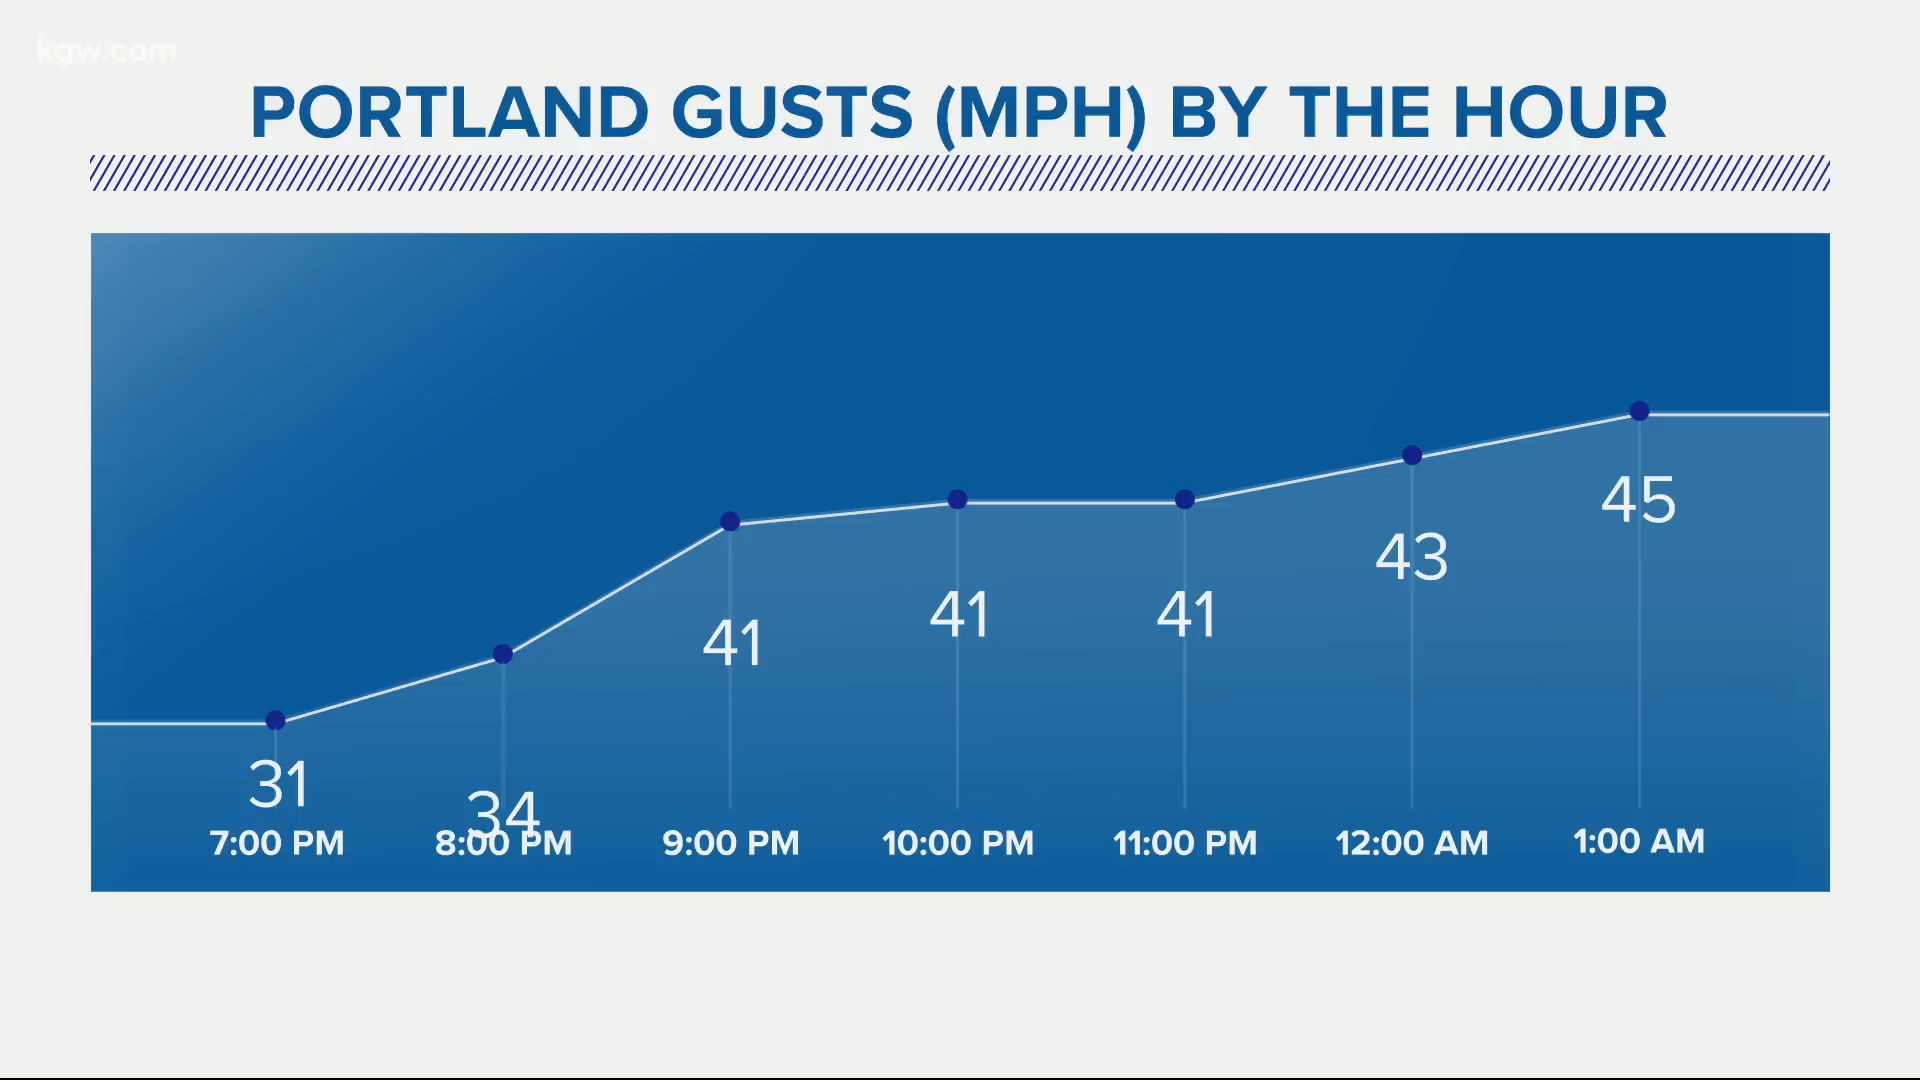 kgw.com
PORTLAND GUSTS (MPH) BY THE HOUR
31
34
41
41
41
43
45
7:00 PM
8:00 PM
9:00 PM
10:00 PM
11:00 PM
12:00 AM
1:00 AM